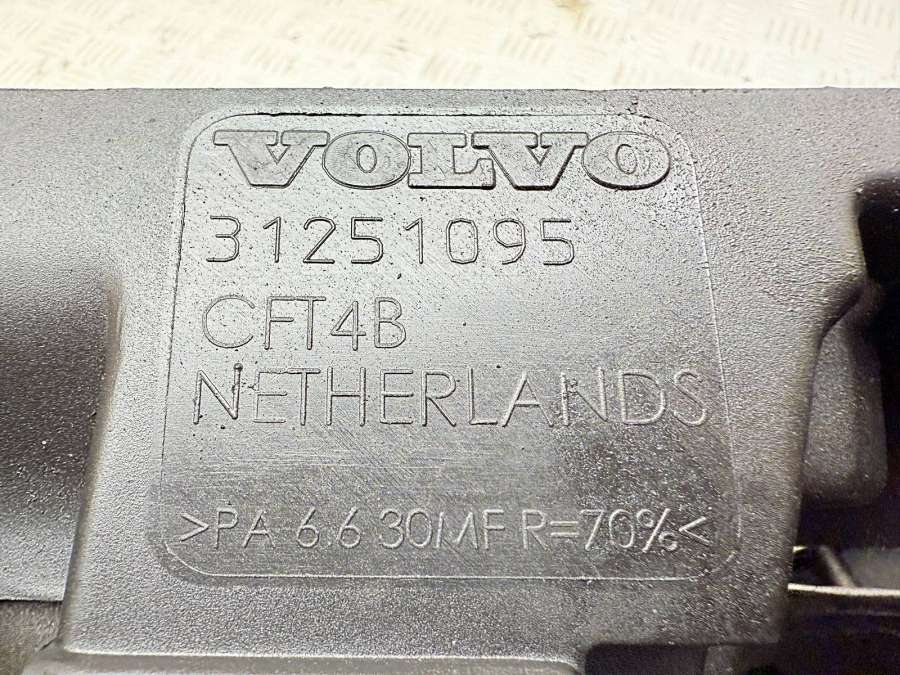 VOLVO
31251095
CFT4B
NETHERLANDS
>PA 6.6 30MF R=70%<